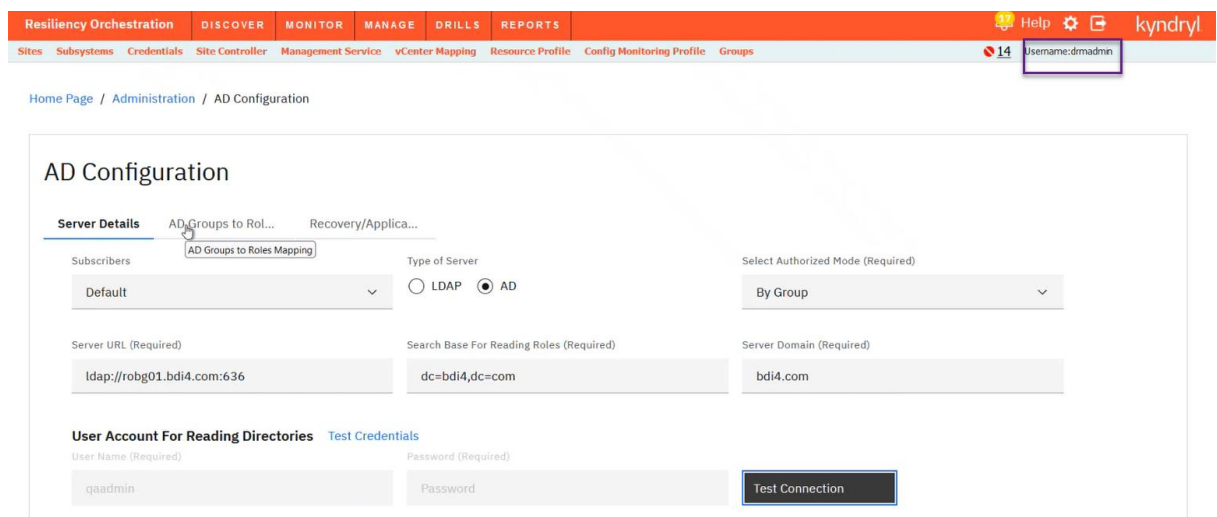 Resiliency Orchestration DISCOVER MONITOR MANAGE DRILLS REPORTS 17 Help kyndryl
Sites Subsystems Credentials Site Controller Management Service vCenter Mapping Resource Profile Config Monitoring Profile Groups 14 Username:drmadmin
Home Page / Administration / AD Configuration
AD Configuration
Server Details AD Groups to Rol... Recovery/Applica...
AD Groups to Roles Mapping
Subscribers Type of Server Select Authorized Mode (Required)
Default LDAP AD By Group
Server URL (Required) Search Base For Reading Roles (Required) Server Domain (Required)
ldap://robg01.bdi4.com:636 dc=bdi4,dc=com bdi4.com
User Account For Reading Directories Test Credentials
User Name (Required) Password (Required)
qaadmin Password Test Connection